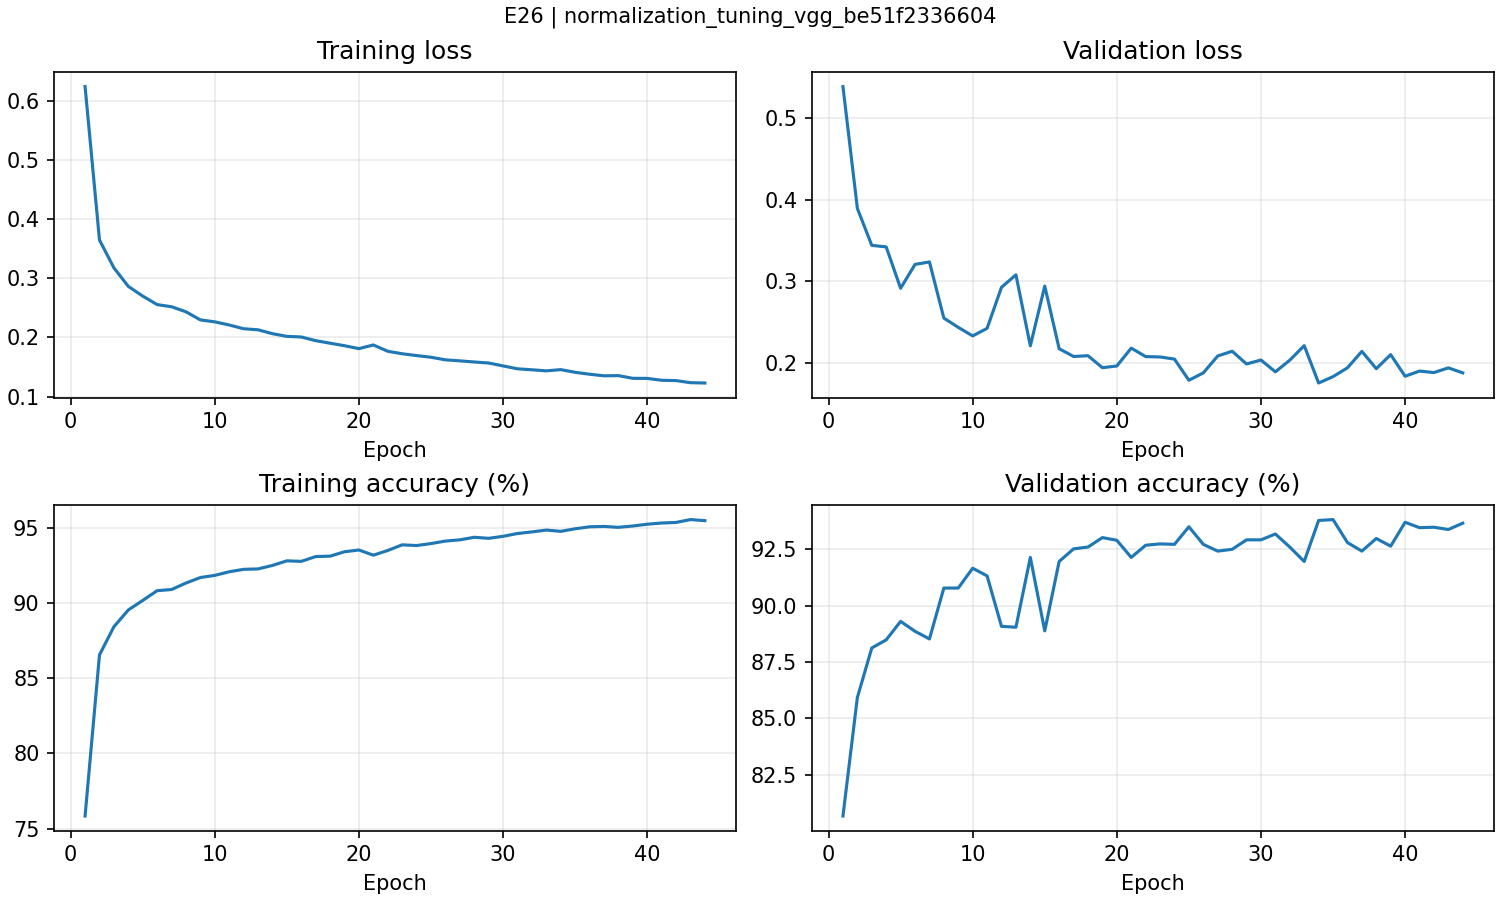 E26 | normalization_tuning_vgg_be51f2336604
Training loss
0.6
0.5
0.4
0.3
0.2
0.1
0 10 20 30 40
Epoch
Validation loss
0.5
0.4
0.3
0.2
0 10 20 30 40
Epoch
Training accuracy (%)
95
90
85
80
75
0 10 20 30 40
Epoch
Validation accuracy (%)
92.5
90.0
87.5
85.0
82.5
0 10 20 30 40
Epoch